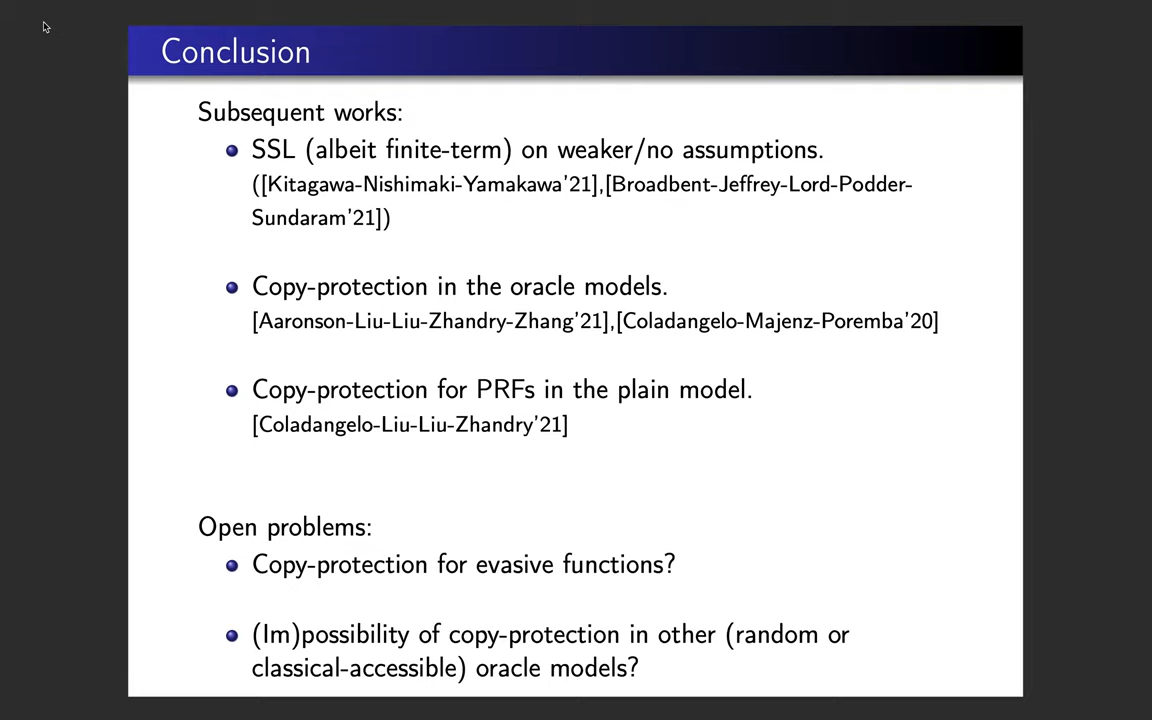 Conclusion
Subsequent works:
SSL (albeit finite-term) on weaker/no assumptions.
([Kitagawa-Nishimaki-Yamakawa'21],[Broadbent-Jeffrey-Lord-Podder-
Sundaram'21])
Copy-protection in the oracle models.
[Aaronson-Liu-Liu-Zhandry-Zhang'21],[Coladangelo-Majenz-Poremba'20]
Copy-protection for PRFs in the plain model.
[Coladangelo-Liu-Liu-Zhandry'21]
Open problems:
Copy-protection for evasive functions?
(Im)possibility of copy-protection in other (random or
classical-accessible) oracle models?